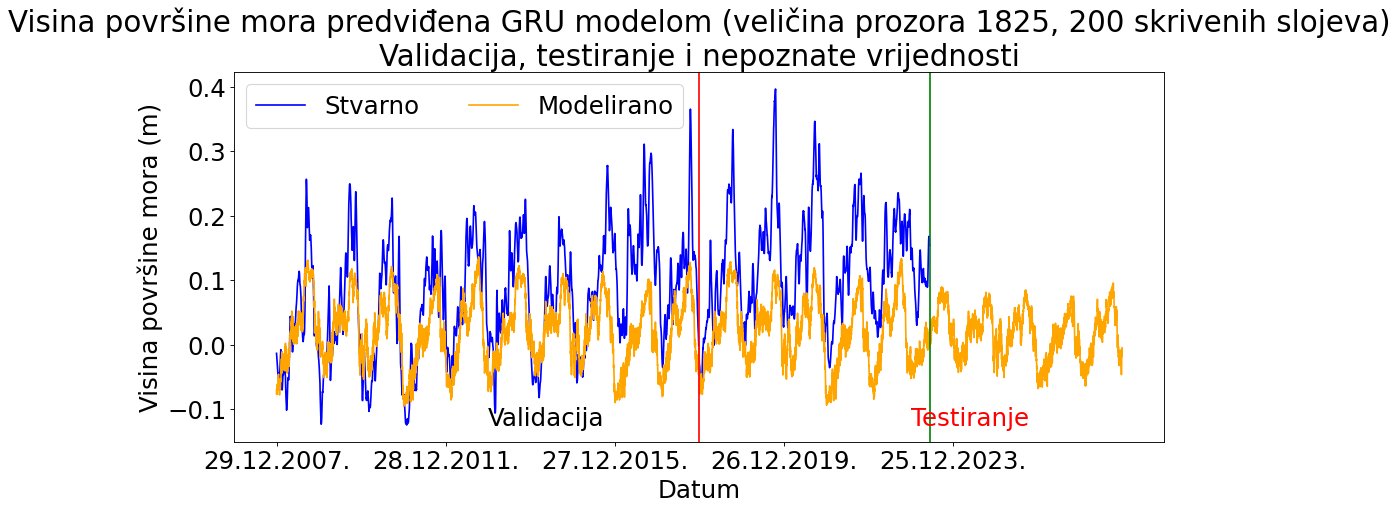 Visina površine mora predviđena GRU modelom (veličina prozora 1825, 200 skrivenih slojeva)
Validacija, testiranje i nepoznate vrijednosti
Stvarno
Modelirano
Visina površine mora (m)
0.4
0.3
0.2
0.1
0.0
−0.1
Validacija
Testiranje
29.12.2007.
28.12.2011.
27.12.2015.
26.12.2019.
25.12.2023.
Datum